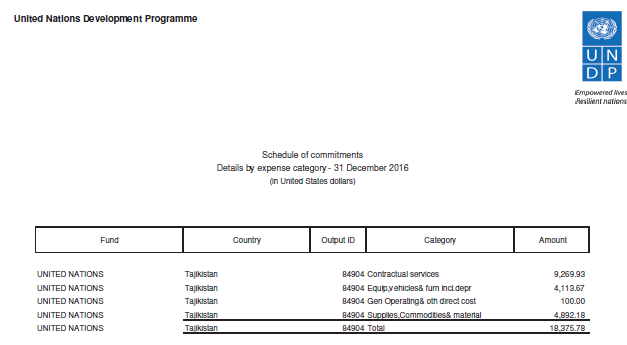 United Nations Development Programme
U N
D P
Empowered lives.
Resilient nations.
Schedule of commitments
Details by expense category - 31 December 2016
(in United States dollars)
Fund Country Output ID Category Amount
UNITED NATIONS Tajikistan 84904 Contractual services 9,269.93
UNITED NATIONS Tajikistan 84904 Equip,vehicles& furn incl.depr 4,113.67
UNITED NATIONS Tajikistan 84904 Gen Operating& oth direct cost 100.00
UNITED NATIONS Tajikistan 84904 Supplies,Commodities& material 4,892.18
UNITED NATIONS Tajikistan 84904 Total 18,375.78